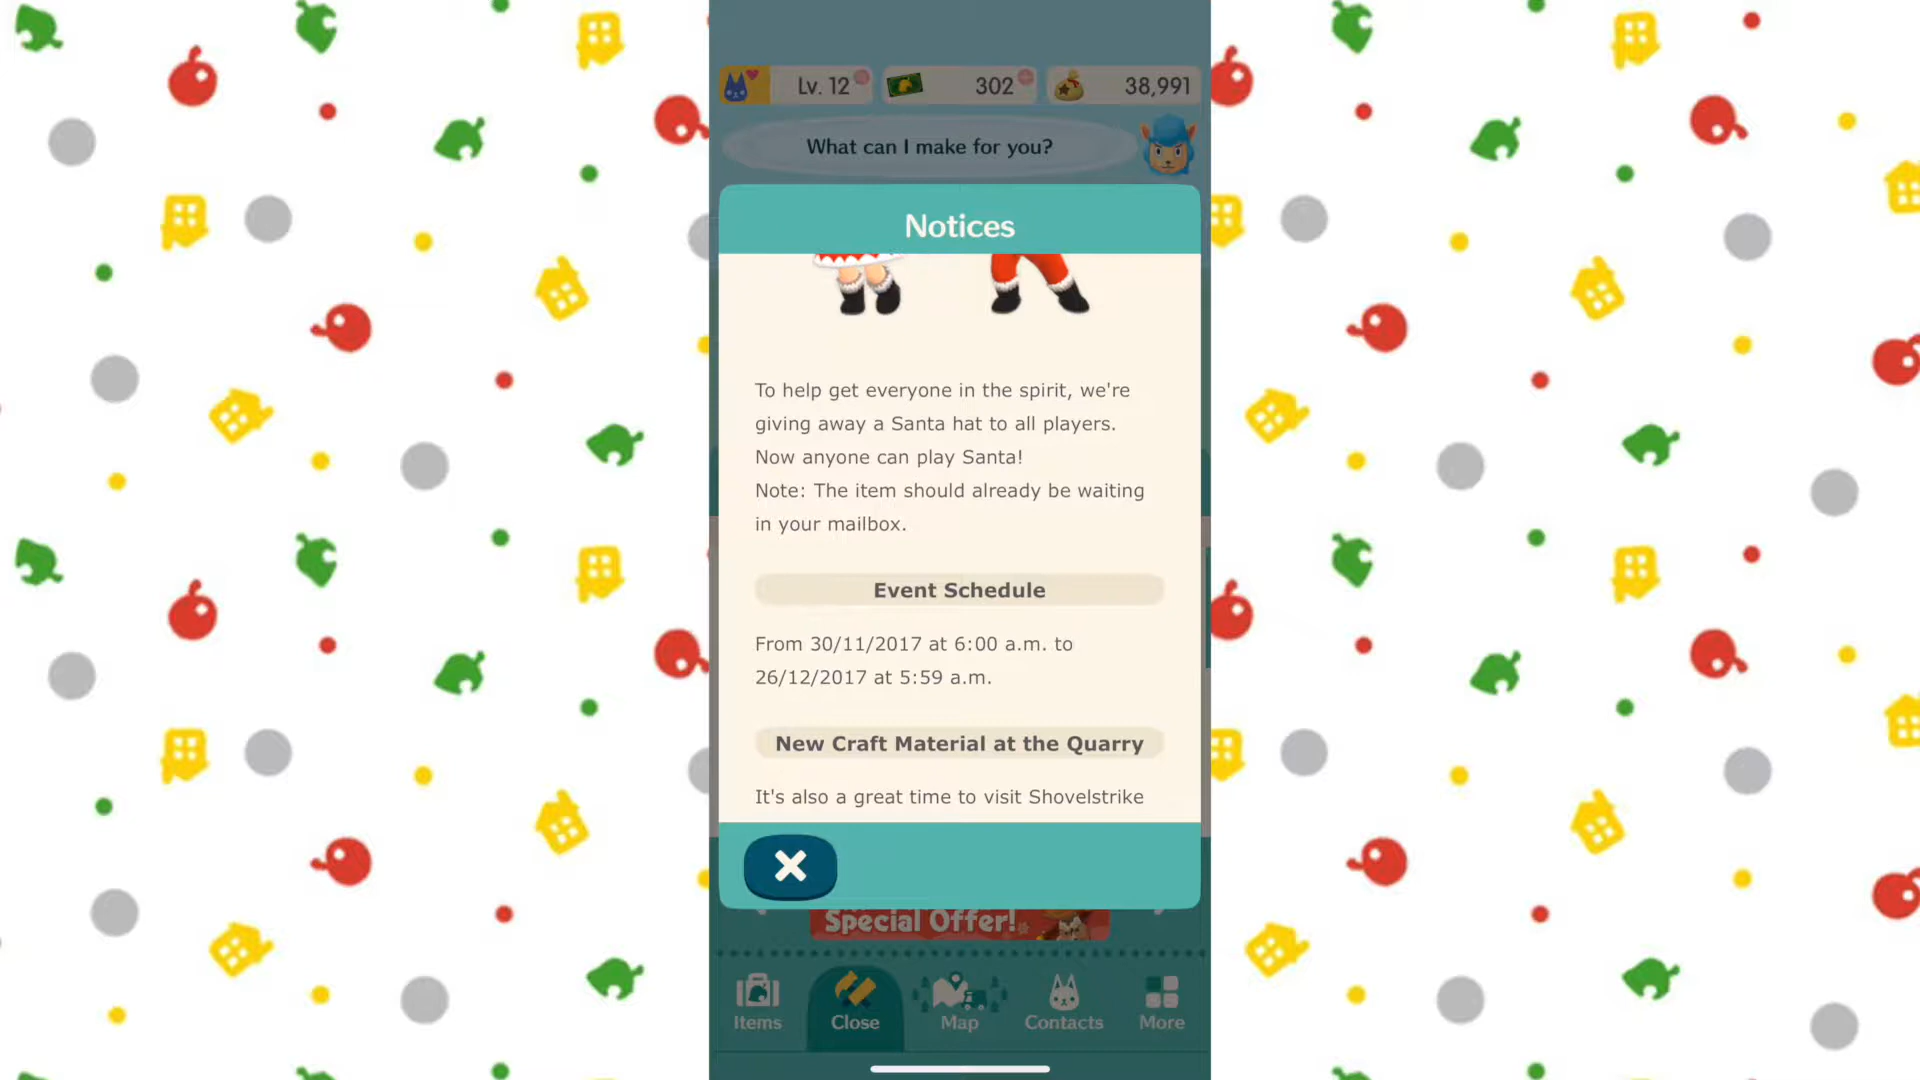 Lv. 12
302
38,991
What can I make for you?
Notices
To help get everyone in the spirit, we're
giving away a Santa hat to all players.
Now anyone can play Santa!
Note: The item should already be waiting
in your mailbox.
Event Schedule
From 30/11/2017 at 6:00 a.m. to
26/12/2017 at 5:59 a.m.
New Craft Material at the Quarry
It's also a great time to visit Shovelstrike
Special Offer!
Items
Close
Map
Contacts
More